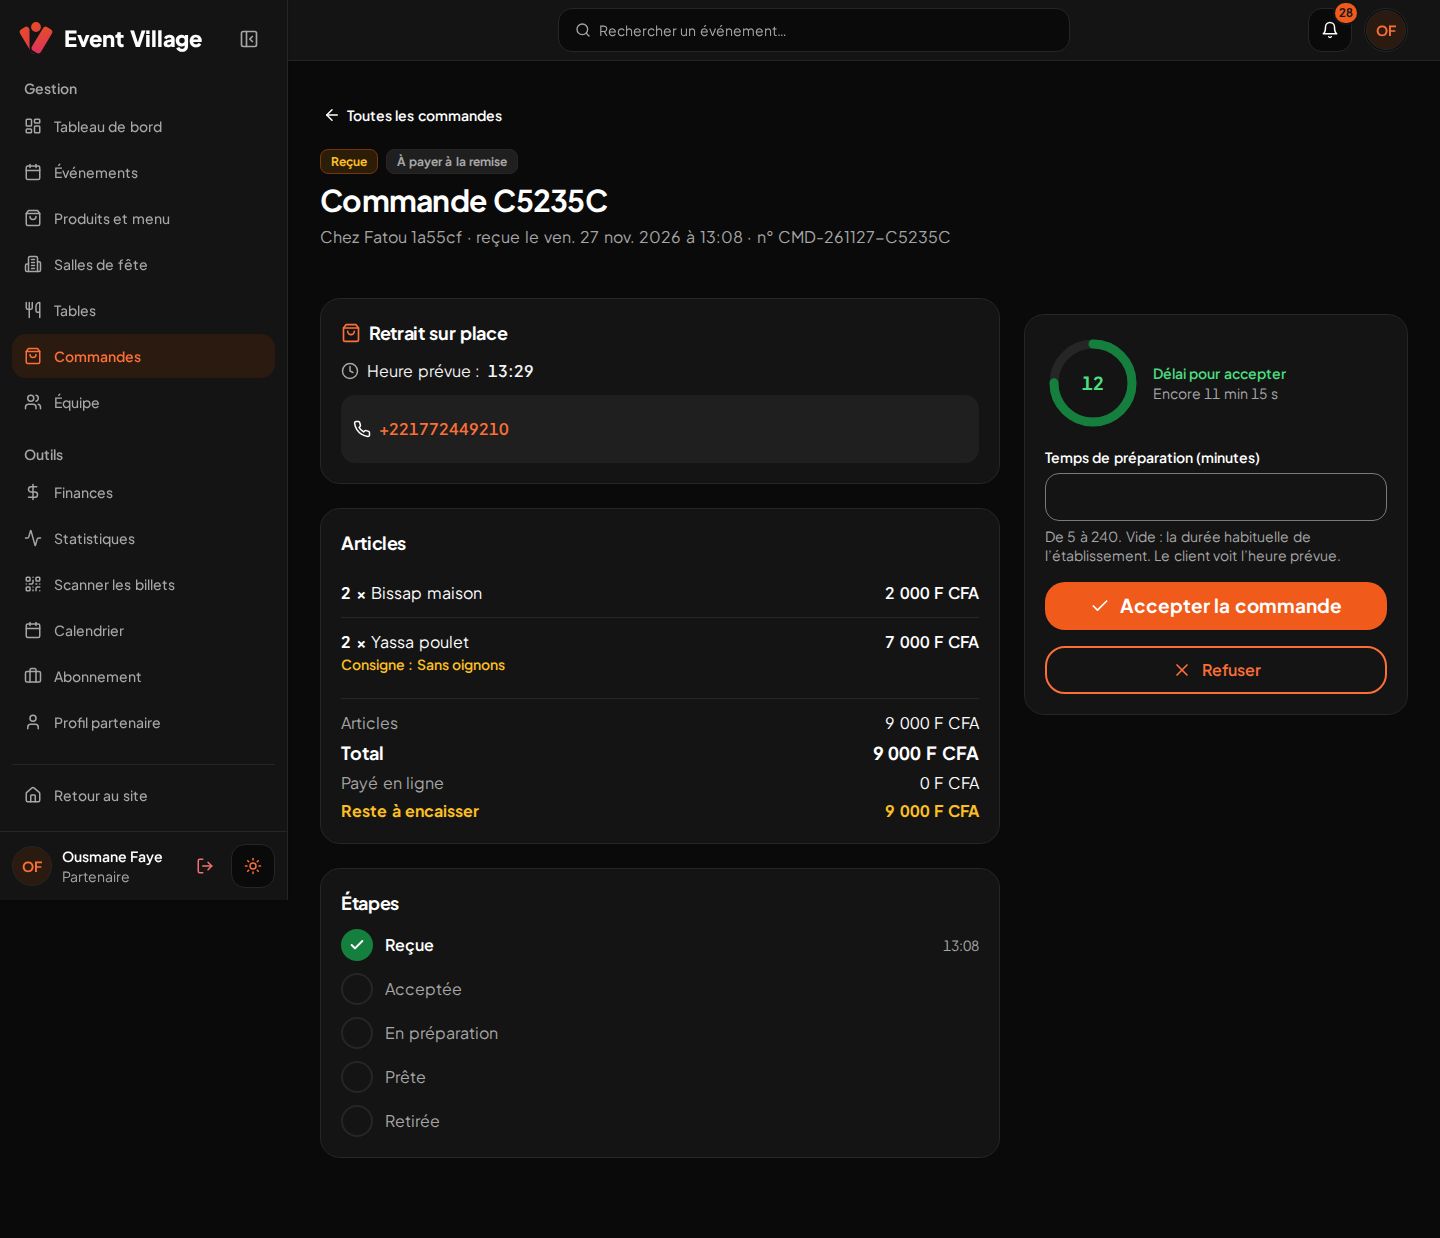 Event Village
Rechercher un événement…
28
OF
Gestion
Tableau de bord
Événements
Produits et menu
Salles de fête
Tables
Commandes
Équipe
Outils
Finances
Statistiques
Scanner les billets
Calendrier
Abonnement
Profil partenaire
Retour au site
OF
Ousmane Faye
Partenaire
Toutes les commandes
Reçue
À payer à la remise
Commande C5235C
Chez Fatou 1a55cf · reçue le ven. 27 nov. 2026 à 13:08 · n° CMD-261127-C5235C
Retrait sur place
Heure prévue : 13:29
+221772449210
Articles
2 × Bissap maison 2 000 F CFA
2 × Yassa poulet 7 000 F CFA
Consigne : Sans oignons
Articles 9 000 F CFA
Total 9 000 F CFA
Payé en ligne 0 F CFA
Reste à encaisser 9 000 F CFA
Étapes
Reçue 13:08
Acceptée
En préparation
Prête
Retirée
12
Délai pour accepter
Encore 11 min 15 s
Temps de préparation (minutes)
De 5 à 240. Vide : la durée habituelle de
l'établissement. Le client voit l'heure prévue.
Accepter la commande
Refuser